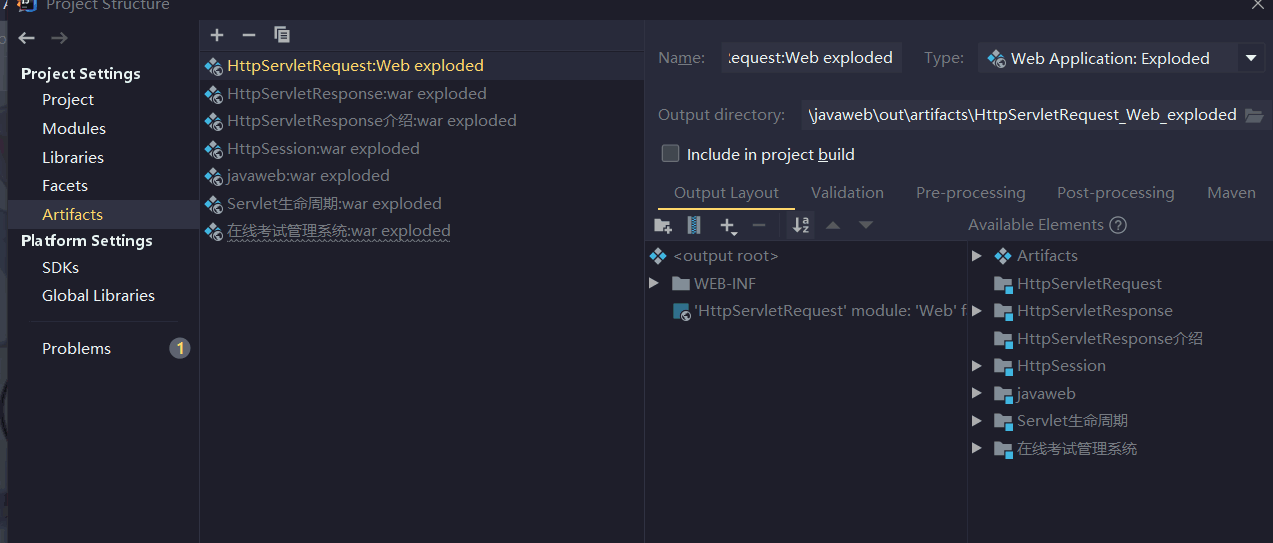 Project Structure
Project Settings
Project
Modules
Libraries
Facets
Artifacts
Platform Settings
SDKs
Global Libraries
Problems
1
HttpServletRequest:Web exploded
HttpServletResponse:war exploded
HttpServletResponse介绍:war exploded
HttpSession:war exploded
javaweb:war exploded
Servlet生命周期:war exploded
在线考试管理系统:war exploded
Name: equest:Web exploded Type: Web Application: Exploded
Output directory: \javaweb\out\artifacts\HttpServletRequest_Web_exploded
Include in project build
Output Layout Validation Pre-processing Post-processing Maven
Available Elements ?
<output root>
WEB-INF
'HttpServletRequest' module: 'Web' f
Artifacts
HttpServletRequest
HttpServletResponse
HttpServletResponse介绍
HttpSession
javaweb
Servlet生命周期
在线考试管理系统